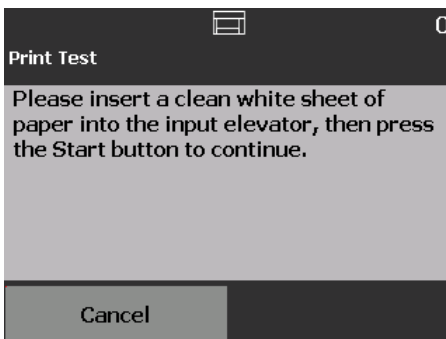 0
Print Test
Please insert a clean white sheet of
paper into the input elevator, then press
the Start button to continue.
Cancel